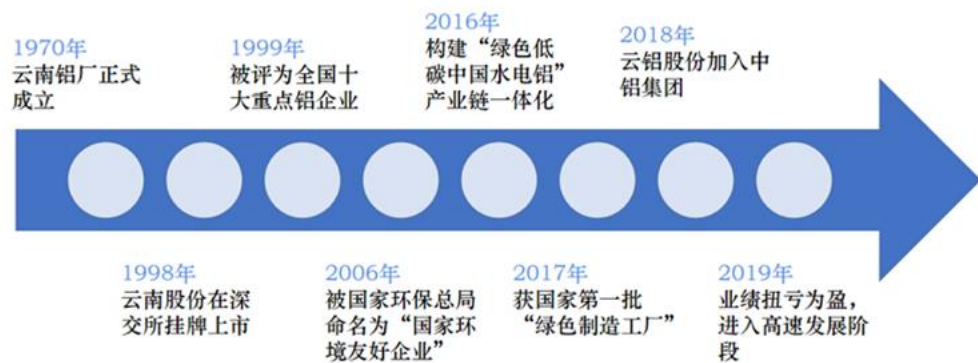 1970年
云南铝厂正式
成立
1998年
云南股份在深
交所挂牌上市
1999年
被评为全国十
大重点铝企业
2006年
被国家环保总局
命名为“国家环
境友好企业”
2016年
构建“绿色低
碳中国水电铝”
产业链一体化
2017年
获国家第一批
“绿色制造工厂”
2018年
云铝股份加入中
铝集团
2019年
业绩扭亏为盈，
进入高速发展阶
段